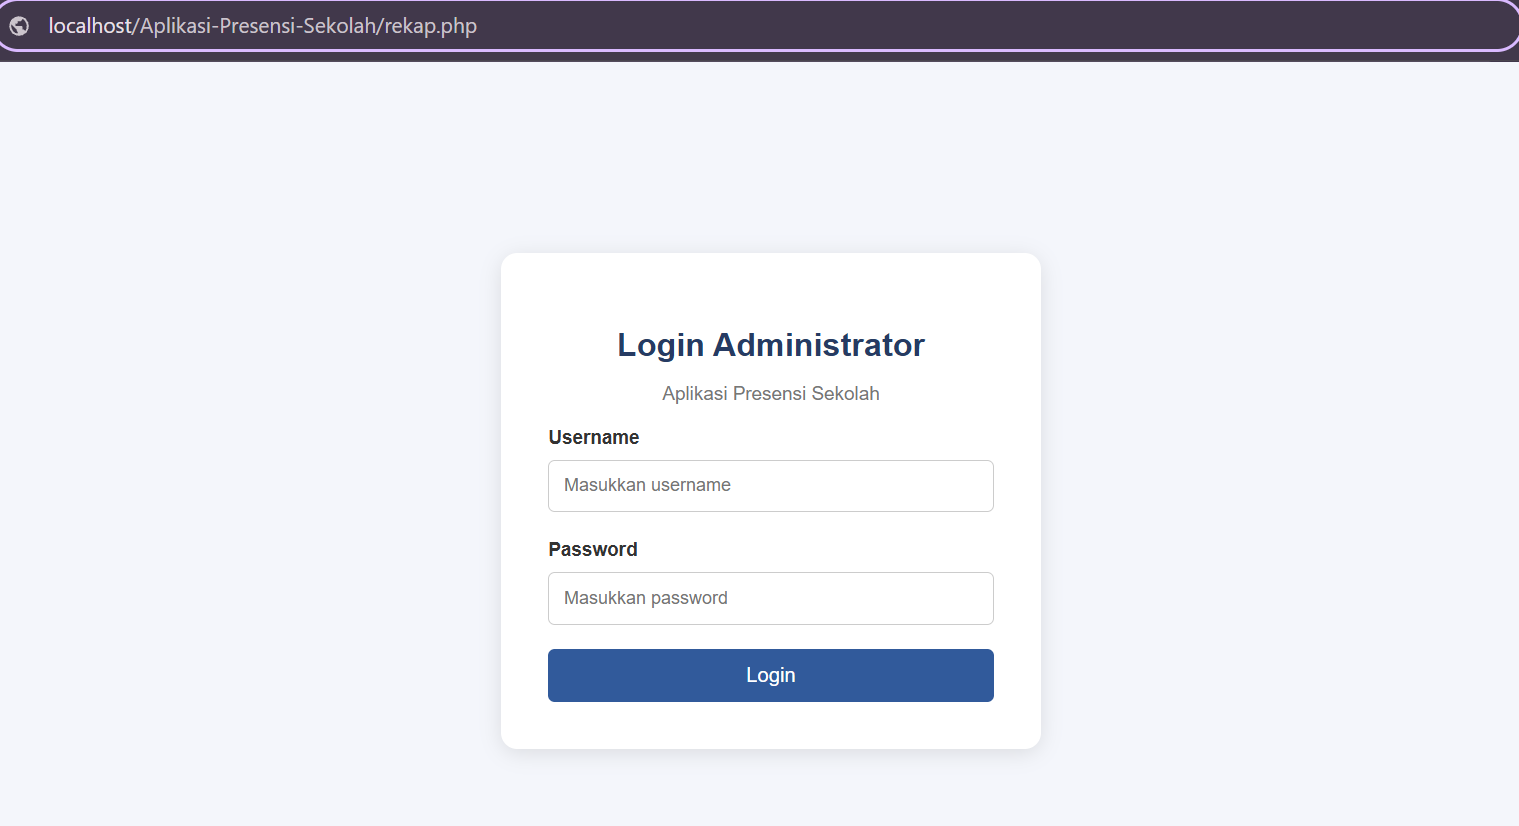 localhost/Aplikasi-Presensi-Sekolah/rekap.php
Login Administrator
Aplikasi Presensi Sekolah
Username
Masukkan username
Password
Masukkan password
Login